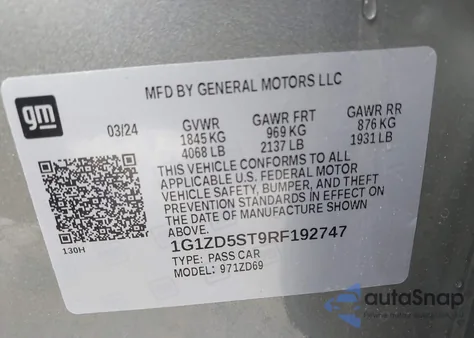 MFD BY GENERAL MOTORS LLC
gm
03/24
GVWR GAWR FRT GAWR RR
1845 KG 969 KG 876 KG
4068 LB 2137 LB 1931 LB
THIS VEHICLE CONFORMS TO ALL
APPLICABLE U.S. FEDERAL MOTOR
VEHICLE SAFETY, BUMPER, AND THEFT
PREVENTION STANDARDS IN EFFECT ON
THE DATE OF MANUFACTURE SHOWN
ABOVE.
130H
1G1ZD5ST9RF192747
TYPE: PASS CAR
MODEL: 971ZD69
autoSnap